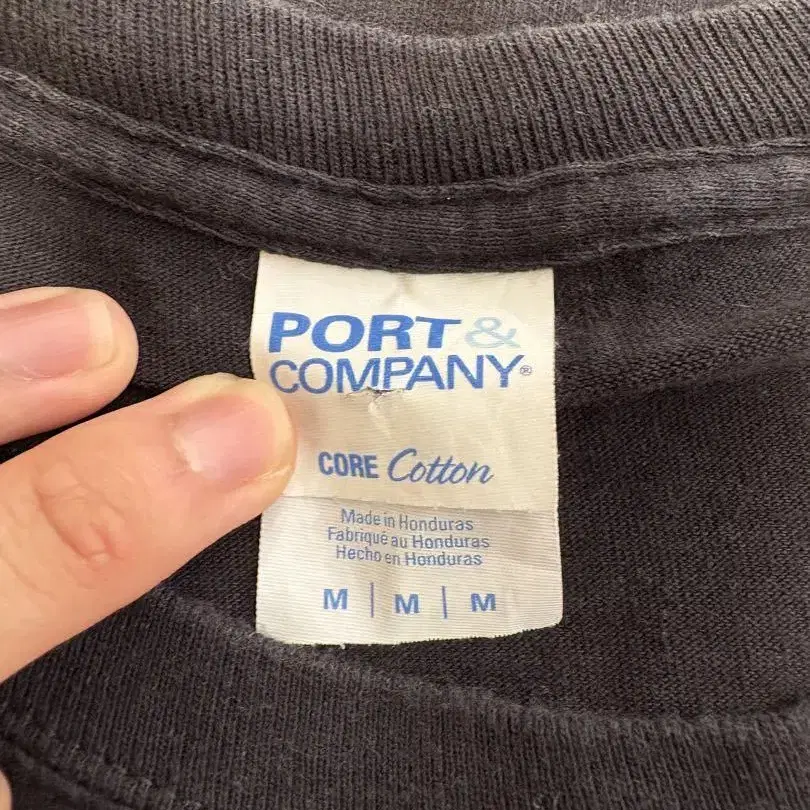 PORT &
COMPANY®
CORE Cotton
Made in Honduras
Fabriqué au Honduras
Hecho en Honduras
M | M | M